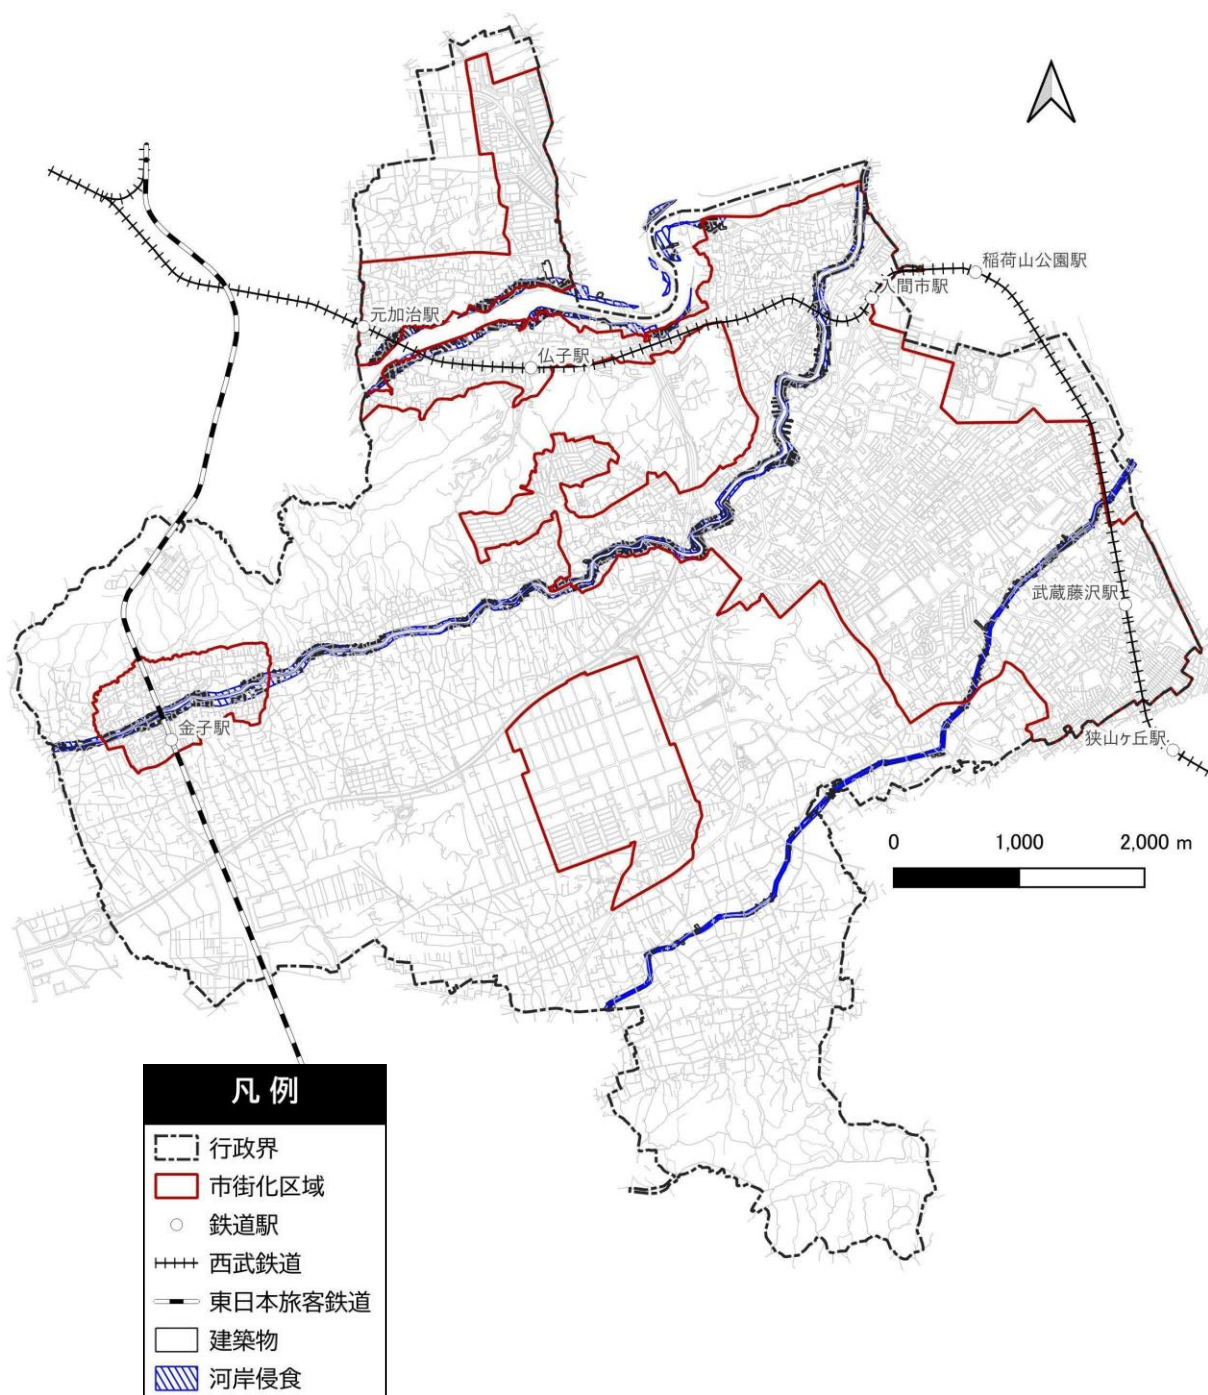 稲荷山公園駅
入間市駅
元加治駅
仏子駅
武蔵藤沢駅
金子駅
狭山ヶ丘駅
0 1,000 2,000 m
凡例
行政界
市街化区域
鉄道駅
西武鉄道
東日本旅客鉄道
建築物
河岸侵食